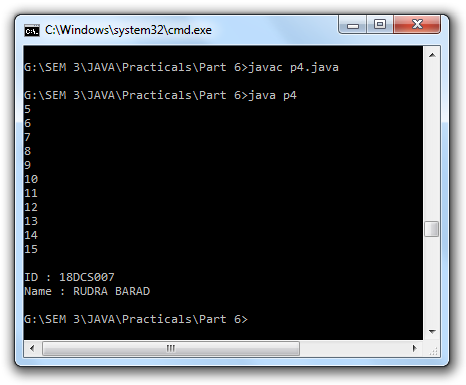 C:\Windows\system32\cmd.exe
G:\SEM 3\JAVA\Practicals\Part 6>javac p4.java
G:\SEM 3\JAVA\Practicals\Part 6>java p4
5
6
7
8
9
10
11
12
13
14
15
ID : 18DCS007
Name : RUDRA BARAD
G:\SEM 3\JAVA\Practicals\Part 6>